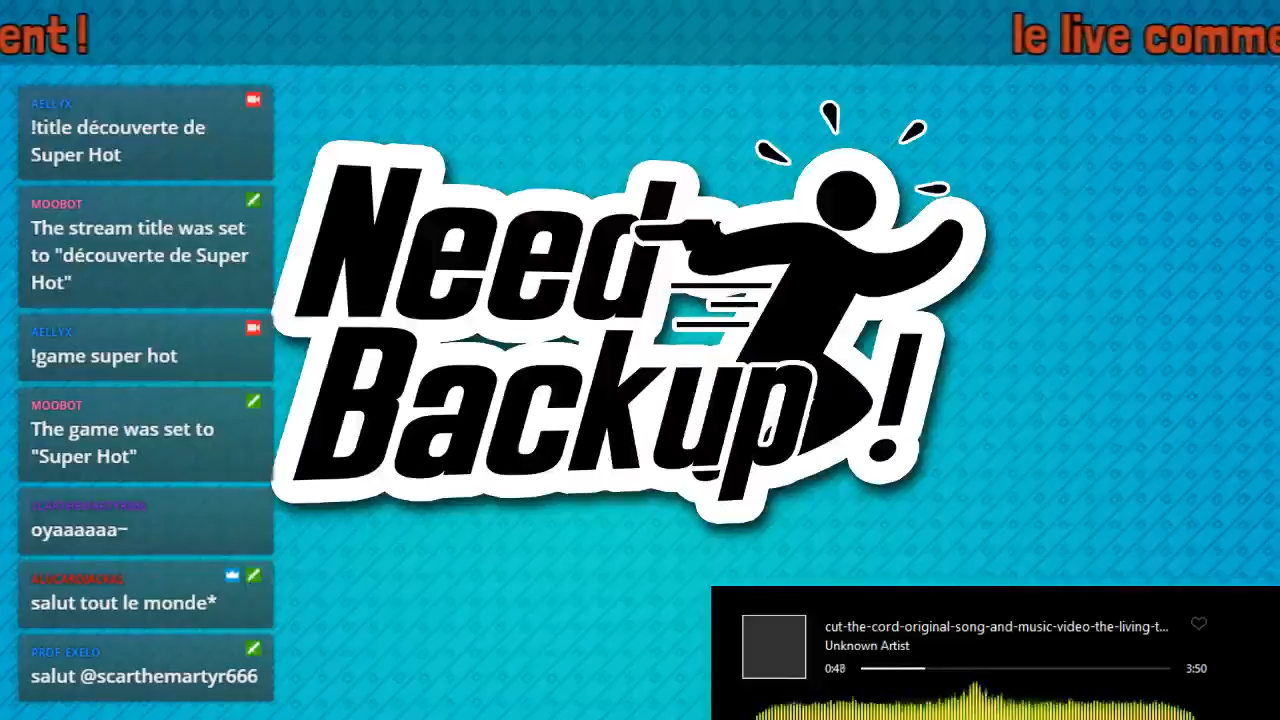 ent !
le live comme
AELLYX
!title découverte de
Super Hot
MOOBOT
The stream title was set
to "découverte de Super
Hot"
AELLYX
!game super hot
MOOBOT
The game was set to
"Super Hot"
SCARTHEMARTYR666
oyaaaaaa~
salut tout le monde*
PROF_EXELO
salut @scarthemartyr666
Need
Backup !
cut-the-cord-original-song-and-music-video-the-living-t...
Unknown Artist
0:48
3:50